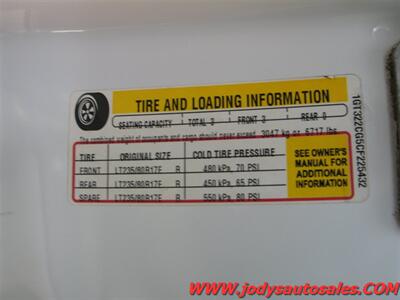 TIRE AND LOADING INFORMATION
SEATING CAPACITY TOTAL 3 FRONT 3 REAR 0
The combined weight of occupants and cargo should never exceed 3047 kg or 6717 lbs
TIRE ORIGINAL SIZE COLD TIRE PRESSURE
FRONT LT235/80R17E R 480 kPa, 70 PSI
REAR LT235/80R17E R 450 kPa, 65 PSI
SPARE LT235/80R17E R 550 kPa, 80 PSI
SEE OWNER'S
MANUAL FOR
ADDITIONAL
INFORMATION
1GT322CG5CF225432
www.jodysautosales.COM